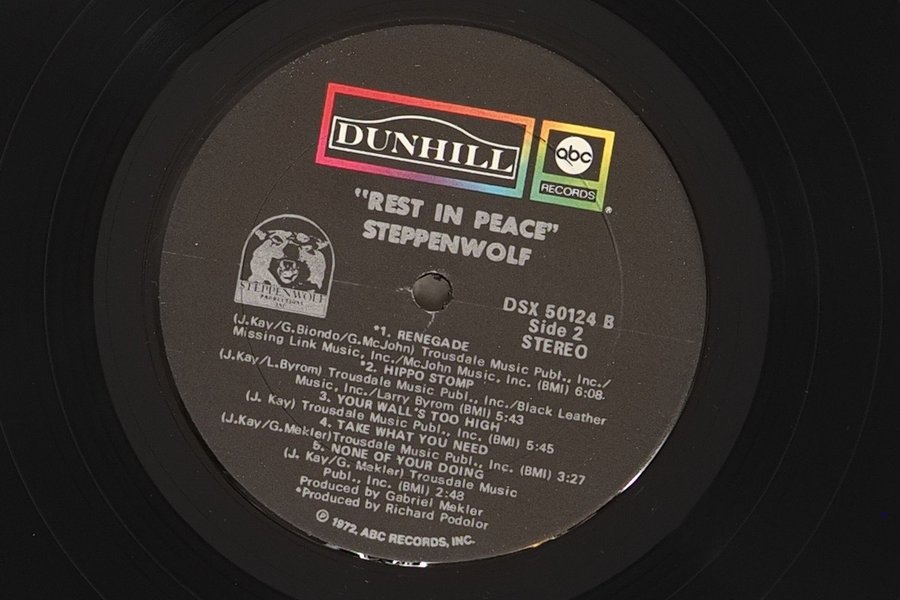 DUNHILL
abc
RECORDS
®
"REST IN PEACE"
STEPPENWOLF
STEPPENWOLF
PRODUCTIONS
INC
DSX 50124 B
Side 2
STEREO
*1. RENEGADE
(J.Kay/G.Biondo/G.McJohn) Trousdale Music Publ., Inc./
Missing Link Music, Inc./McJohn Music, Inc. (BMI) 6:08
*2. HIPPO STOMP
(J.Kay/L.Byrom) Trousdale Music Publ., Inc./Black Leather
Music, Inc./Larry Byrom (BMI) 5:43
3. YOUR WALL'S TOO HIGH
(J. Kay) Trousdale Music Publ., Inc. (BMI) 5:45
4. TAKE WHAT YOU NEED
(J.Kay/G.Mekler)Trousdale Music Publ., Inc. (BMI) 3:27
5. NONE OF YOUR DOING
(J. Kay/G. Mekler) Trousdale Music
Publ., Inc. (BMI) 2:48
Produced by Gabriel Mekler
*Produced by Richard Podolor
℗ 1972, ABC RECORDS, INC.